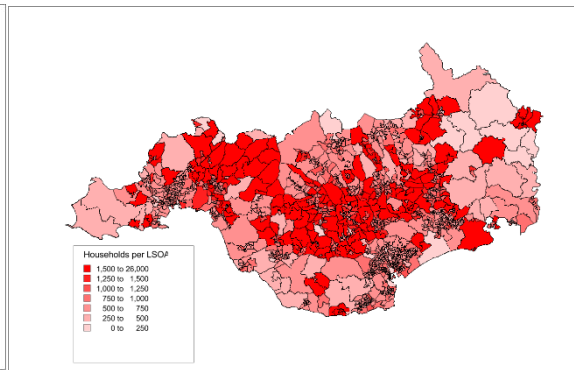 Households per LSOA
1,500 to 26,000
1,250 to 1,500
1,000 to 1,250
750 to 1,000
500 to 750
250 to 500
0 to 250